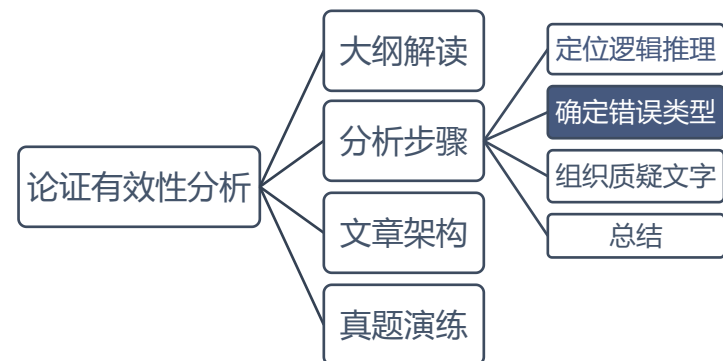 论证有效性分析
大纲解读
分析步骤
文章架构
真题演练
定位逻辑推理
确定错误类型
组织质疑文字
总结